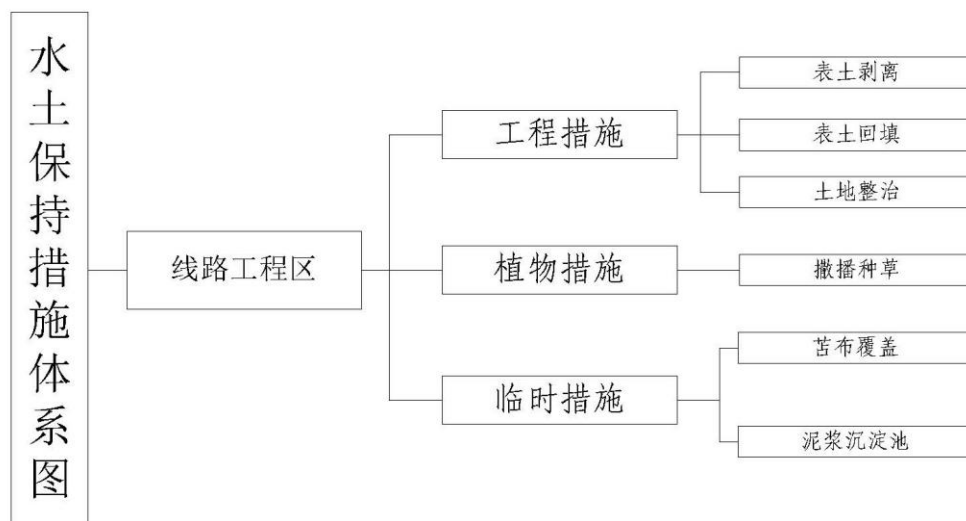 水土保持措施体系图
线路工程区
工程措施
表土剥离
表土回填
土地整治
植物措施
撒播种草
临时措施
苫布覆盖
泥浆沉淀池